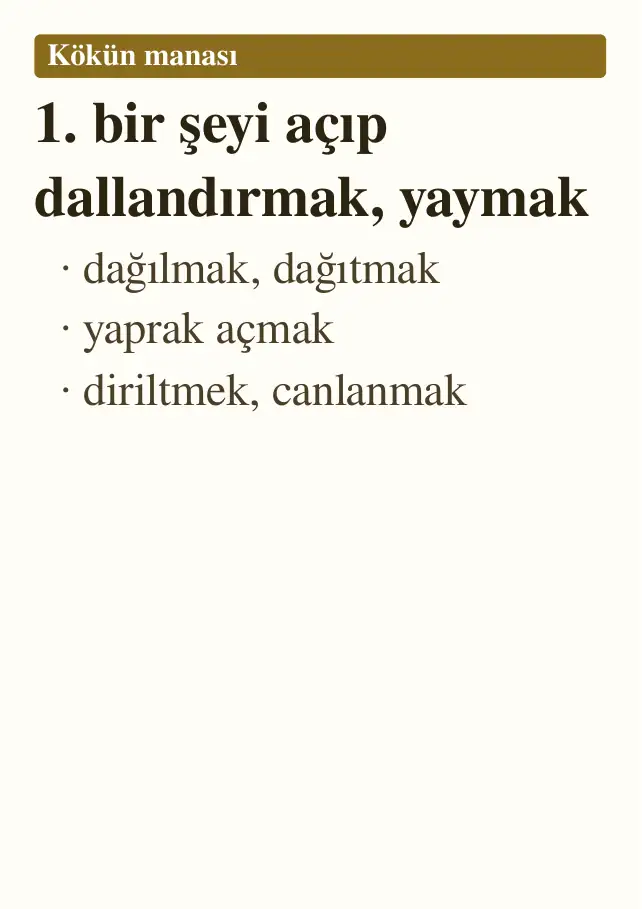 Kökün manası
1. bir şeyi açıp
dallandırmak, yaymak
· dağılmak, dağıtmak
· yaprak açmak
· diriltmek, canlanmak